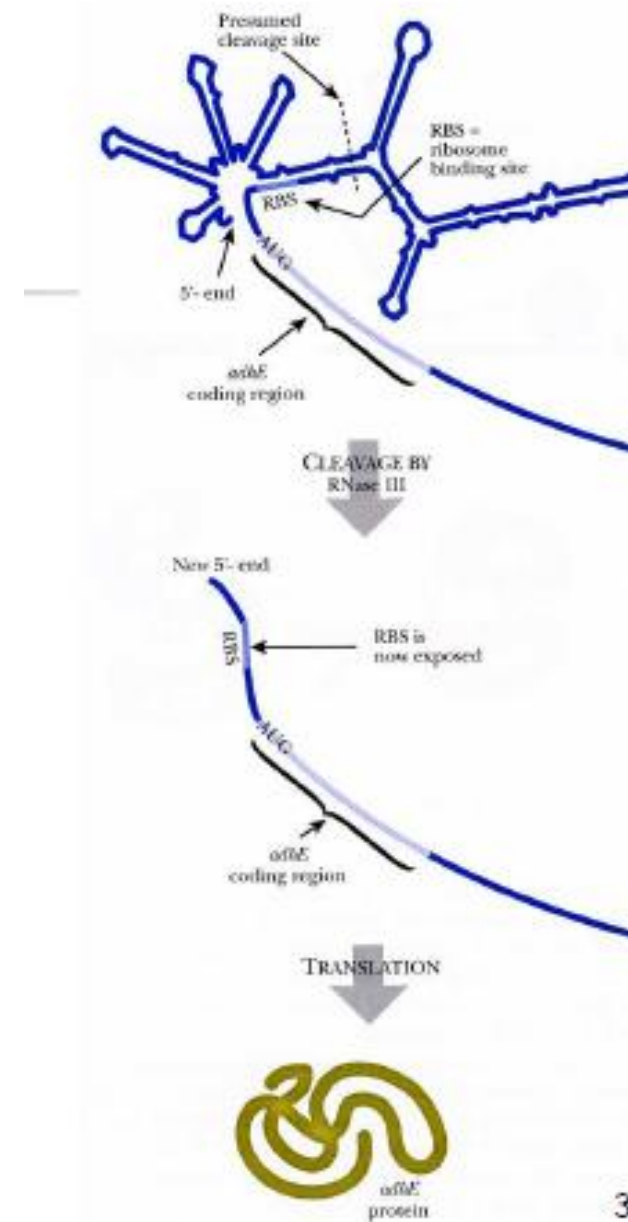 Presumed
cleavage site
RBS =
ribosome
binding site
RBS
AUG
5'- end
adhE
coding region
CLEAVAGE BY
RNase III
New 5'- end
RBS
RBS is
now exposed
AUG
adhE
coding region
TRANSLATION
adhE
protein
3